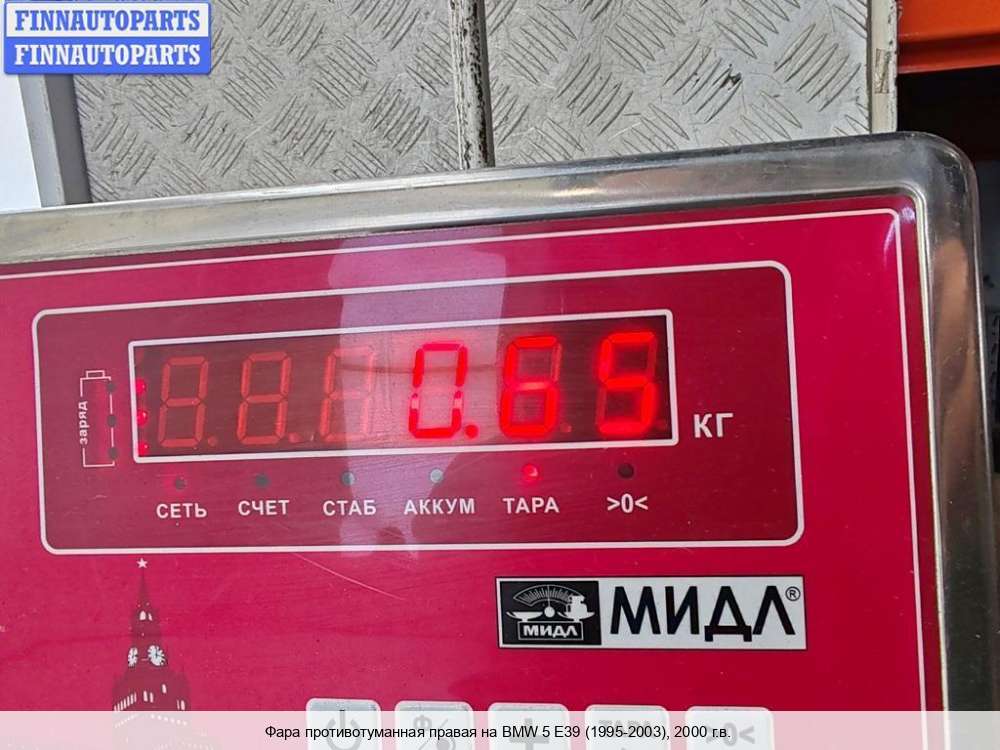 FINNAUTOPARTS
FINNAUTOPARTS
заряд
0.65
КГ
СЕТЬ СЧЕТ СТАБ АККУМ ТАРА >0<
МИДЛ
МИДЛ®
Фара противотуманная правая на BMW 5 E39 (1995-2003), 2000 г.в.